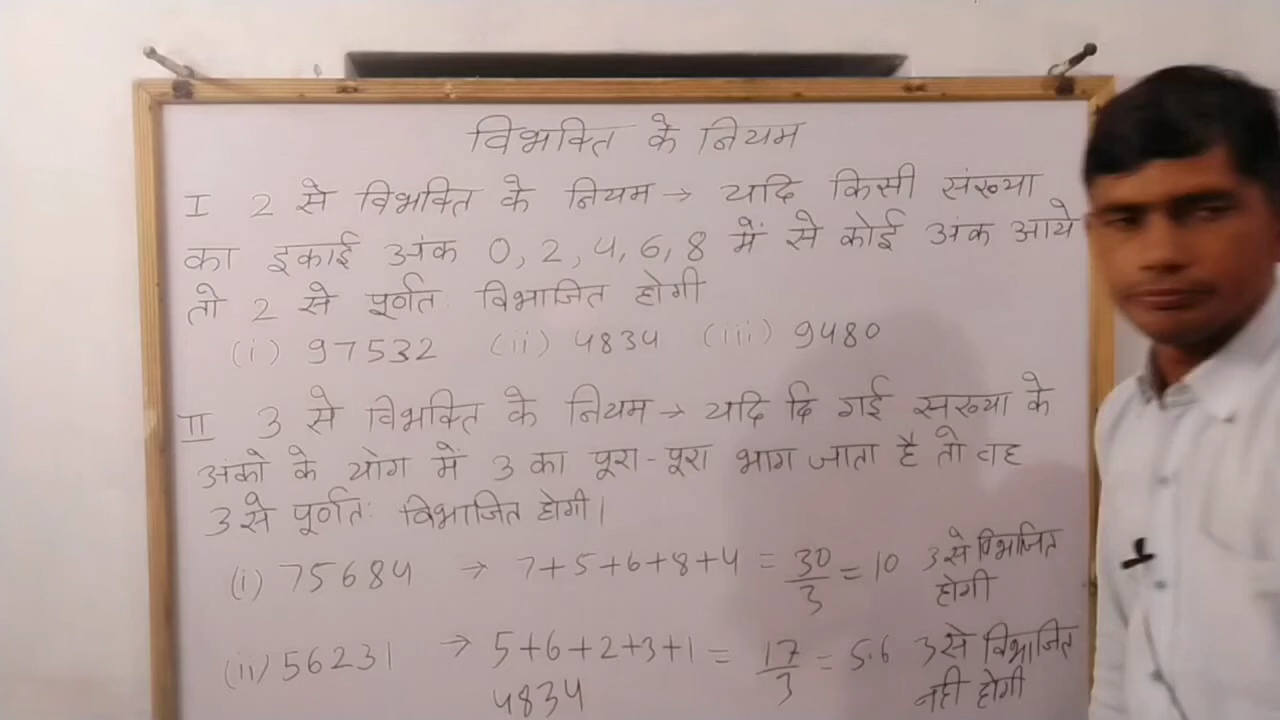 विभक्ति के नियम
I 2 से विभक्ति के नियम → यदि किसी संख्या
का इकाई अंक 0, 2, 4, 6, 8 में से कोई अंक आये
तो 2 से पूर्णत: विभाजित होगी
(i) 97532 (ii) 4834 (iii) 9480
II 3 से विभक्ति के नियम → यदि दि गई संख्या के
अंको के योग में 3 का पूरा-पूरा भाग जाता है तो वह
3 से पूर्णत: विभाजित होगी।
(i) 75684 → 7+5+6+8+4 = 30/3 = 10 3 से विभाजित होगी
(ii) 56231 → 5+6+2+3+1 = 17/3 = 5.6 3 से विभाजित नही होगी
4834